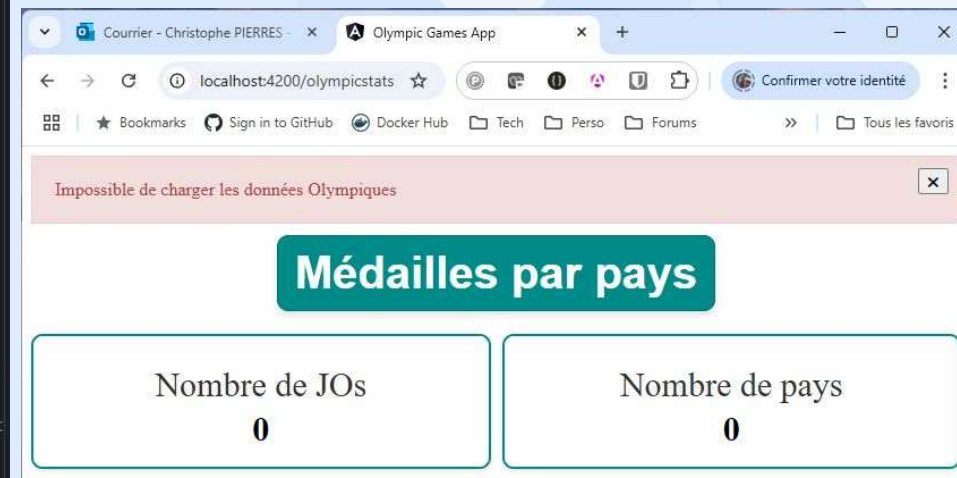 Courrier - Christophe PIERRES -
Olympic Games App
localhost:4200/olympicstats
Confirmer votre identité
Bookmarks
Sign in to GitHub
Docker Hub
Tech
Perso
Forums
Tous les favoris
Impossible de charger les données Olympiques
Médailles par pays
Nombre de JOs
0
Nombre de pays
0